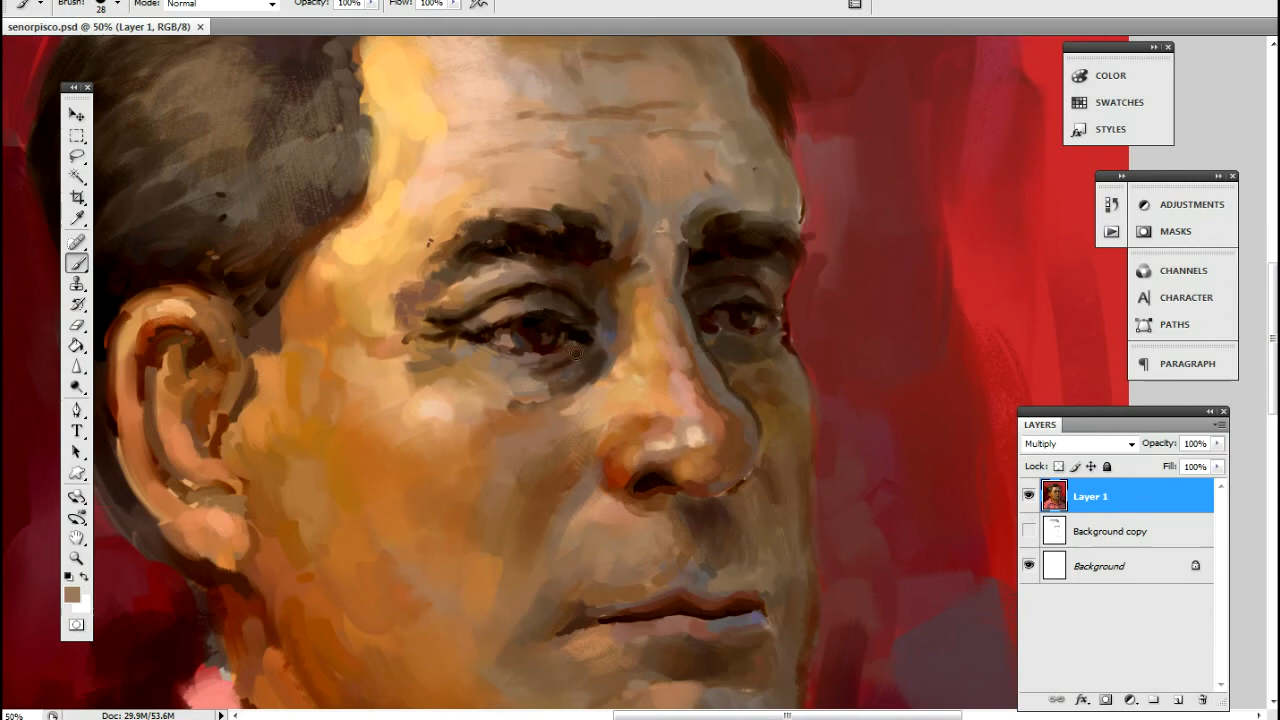 Brush: 28 Mode: Normal Opacity: 100% Flow: 100%
senorpisco.psd @ 50% (Layer 1, RGB/8)
COLOR
SWATCHES
STYLES
ADJUSTMENTS
MASKS
CHANNELS
CHARACTER
PATHS
PARAGRAPH
LAYERS
Multiply Opacity: 100%
Lock: Fill: 100%
Layer 1
Background copy
Background
50% Doc: 29.9M/53.6M